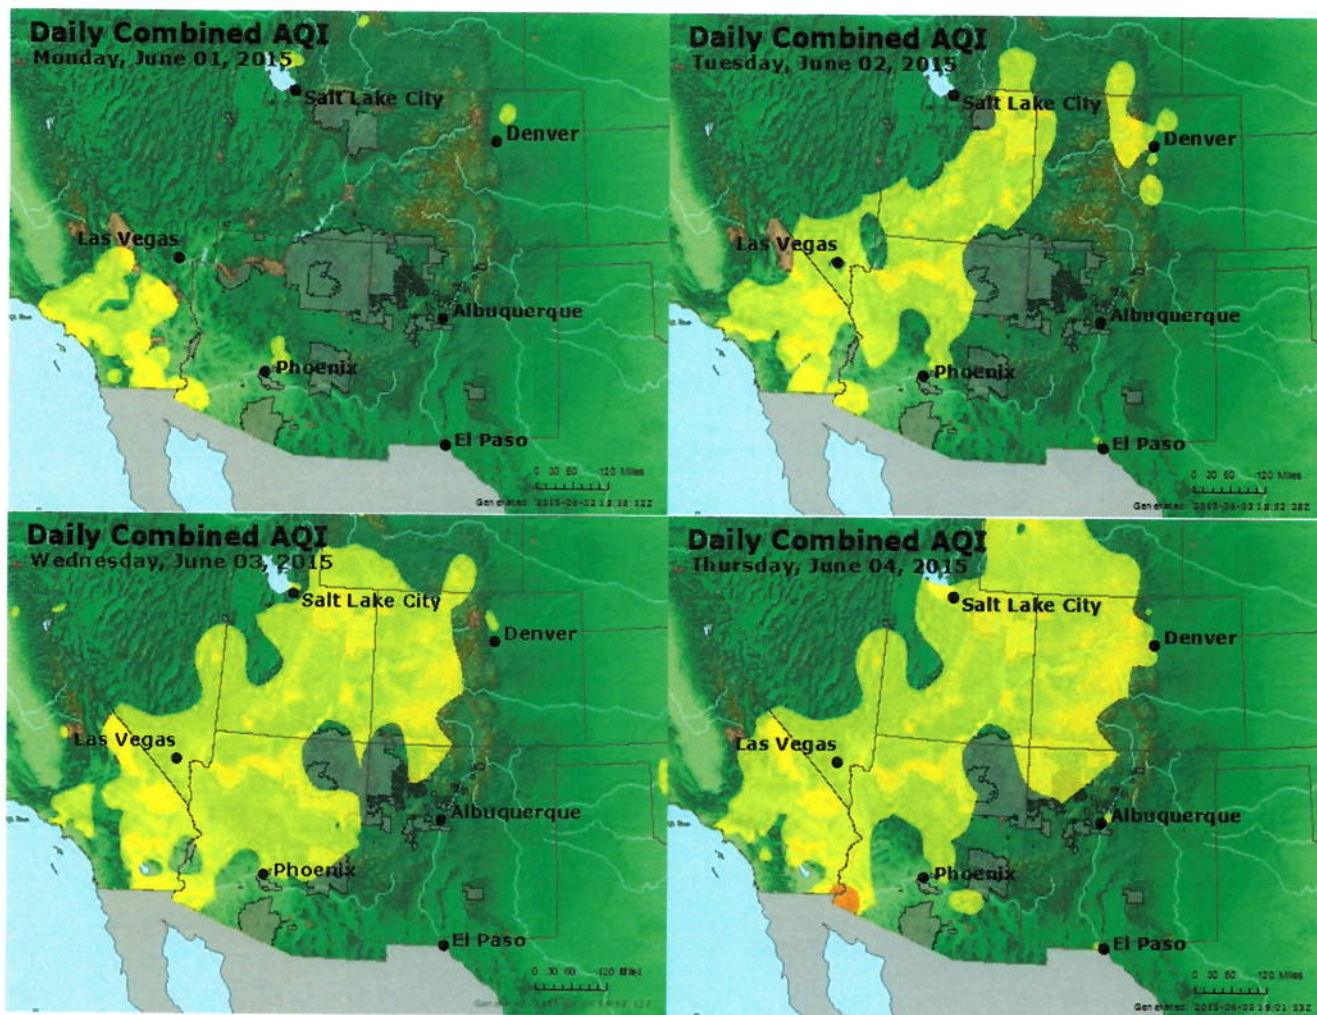 Daily Combined AQI
Monday, June 01, 2015
Salt Lake City
Denver
Las Vegas
Albuquerque
Phoenix
El Paso
0 30 60 120 Miles
Daily Combined AQI
Tuesday, June 02, 2015
Salt Lake City
Denver
Las Vegas
Albuquerque
Phoenix
El Paso
0 30 60 120 Miles
Daily Combined AQI
Wednesday, June 03, 2015
Salt Lake City
Denver
Las Vegas
Albuquerque
Phoenix
El Paso
0 30 60 120
Daily Combined AQI
Thursday, June 04, 2015
Salt Lake City
Denver
Las Vegas
Albuquerque
Phoenix
El Paso
0 30 60 120 Miles